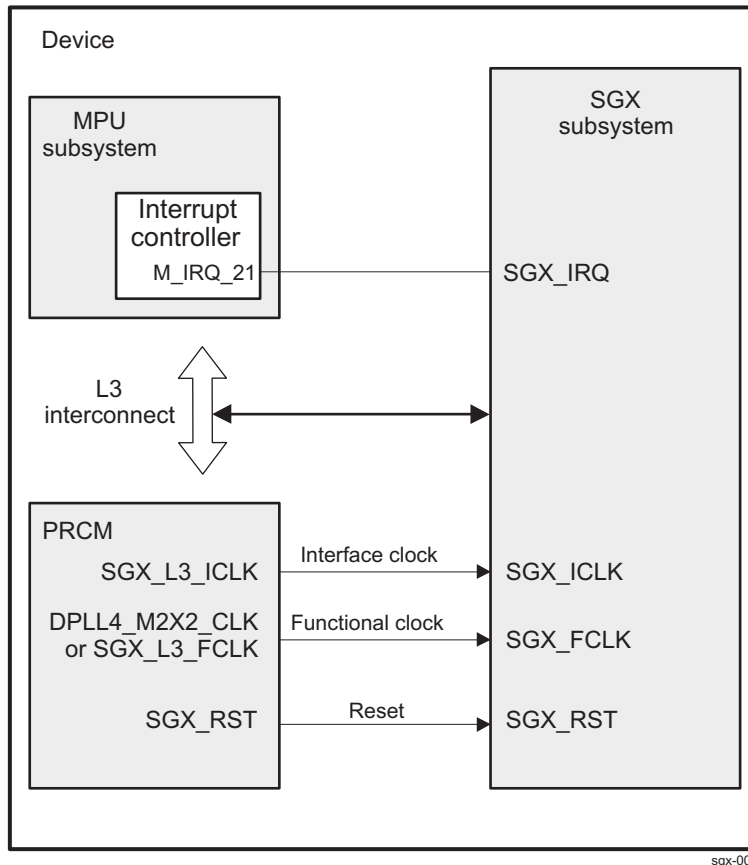 Device
MPU
subsystem
Interrupt
controller
M_IRQ_21
SGX
subsystem
SGX_IRQ
L3
interconnect
PRCM
SGX_L3_ICLK
Interface clock
SGX_ICLK
DPLL4_M2X2_CLK
or SGX_L3_FCLK
Functional clock
SGX_FCLK
SGX_RST
Reset
SGX_RST